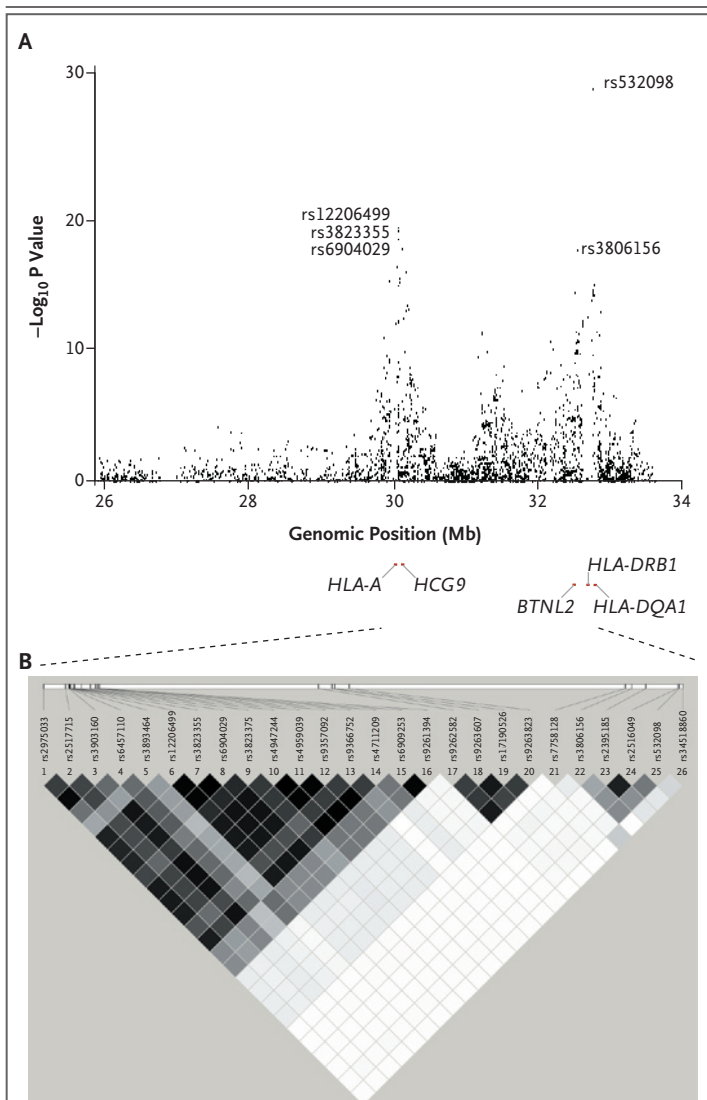 A
30
rs532098
20
rs12206499
rs3823355
rs6904029
rs3806156
−Log10 P Value
10
0
26 28 30 32 34
Genomic Position (Mb)
HLA-DRB1
HLA-A HCG9
BTNL2 HLA-DQA1
B
rs2975033
rs2517715
rs3903160
rs6457110
rs3893464
rs12206499
rs3823355
rs6904029
rs3823375
rs4947244
rs4959039
rs9357092
rs9366752
rs4711209
rs6909253
rs9261394
rs9262582
rs9263607
rs17190526
rs9263823
rs7758128
rs3806156
rs2395185
rs2516049
rs532098
rs34518860
1 2 3 4 5 6 7 8 9 10 11 12 13 14 15 16 17 18 19 20 21 22 23 24 25 26